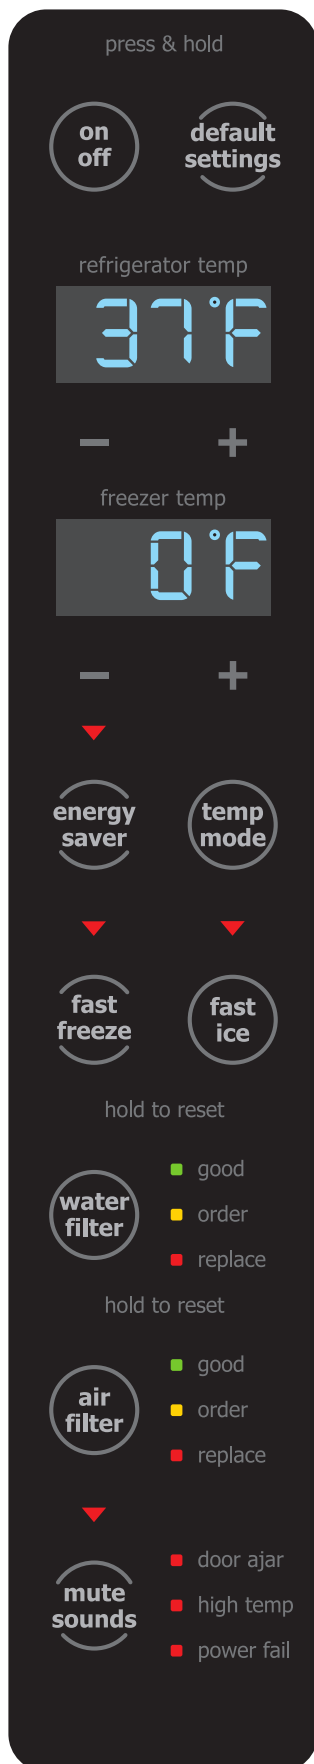 press & hold
on
off
default
settings
refrigerator temp
37°F
− +
freezer temp
0°F
− +
energy
saver
temp
mode
fast
freeze
fast
ice
hold to reset
water
filter
good
order
replace
hold to reset
air
filter
good
order
replace
mute
sounds
door ajar
high temp
power fail